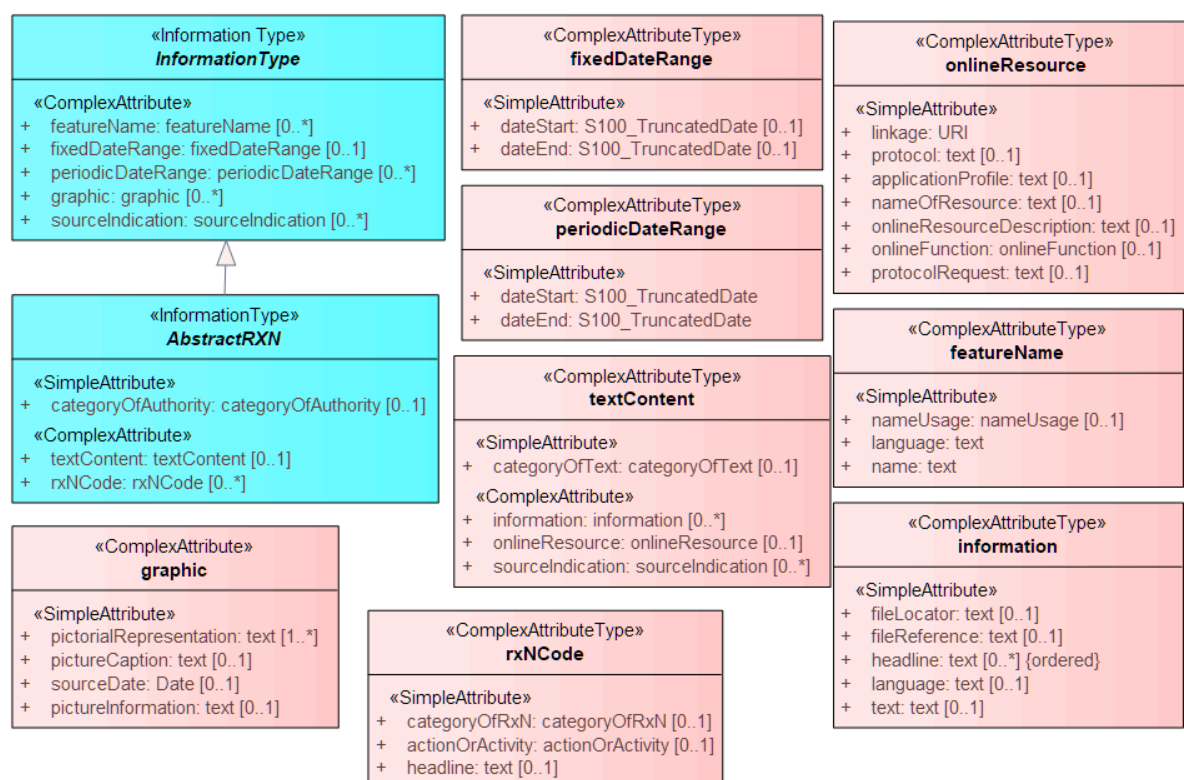 «Information Type»
InformationType
«ComplexAttribute»
+ featureName: featureName [0..*]
+ fixedDateRange: fixedDateRange [0..1]
+ periodicDateRange: periodicDateRange [0..*]
+ graphic: graphic [0..*]
+ sourceIndication: sourceIndication [0..*]
«InformationType»
AbstractRXN
«SimpleAttribute»
+ categoryOfAuthority: categoryOfAuthority [0..1]
«ComplexAttribute»
+ textContent: textContent [0..1]
+ rxNCode: rxNCode [0..*]
«ComplexAttribute»
graphic
«SimpleAttribute»
+ pictorialRepresentation: text [1..*]
+ pictureCaption: text [0..1]
+ sourceDate: Date [0..1]
+ pictureInformation: text [0..1]
«ComplexAttributeType»
fixedDateRange
«SimpleAttribute»
+ dateStart: S100_TruncatedDate [0..1]
+ dateEnd: S100_TruncatedDate [0..1]
«ComplexAttributeType»
periodicDateRange
«SimpleAttribute»
+ dateStart: S100_TruncatedDate
+ dateEnd: S100_TruncatedDate
«ComplexAttributeType»
textContent
«SimpleAttribute»
+ categoryOfText: categoryOfText [0..1]
«ComplexAttribute»
+ information: information [0..*]
+ onlineResource: onlineResource [0..1]
+ sourceIndication: sourceIndication [0..*]
«ComplexAttributeType»
rxNCode
«SimpleAttribute»
+ categoryOfRxN: categoryOfRxN [0..1]
+ actionOrActivity: actionOrActivity [0..1]
+ headline: text [0..1]
«ComplexAttributeType»
onlineResource
«SimpleAttribute»
+ linkage: URI
+ protocol: text [0..1]
+ applicationProfile: text [0..1]
+ nameOfResource: text [0..1]
+ onlineResourceDescription: text [0..1]
+ onlineFunction: onlineFunction [0..1]
+ protocolRequest: text [0..1]
«ComplexAttributeType»
featureName
«SimpleAttribute»
+ nameUsage: nameUsage [0..1]
+ language: text
+ name: text
«ComplexAttributeType»
information
«SimpleAttribute»
+ fileLocator: text [0..1]
+ fileReference: text [0..1]
+ headline: text [0..*] {ordered}
+ language: text [0..1]
+ text: text [0..1]